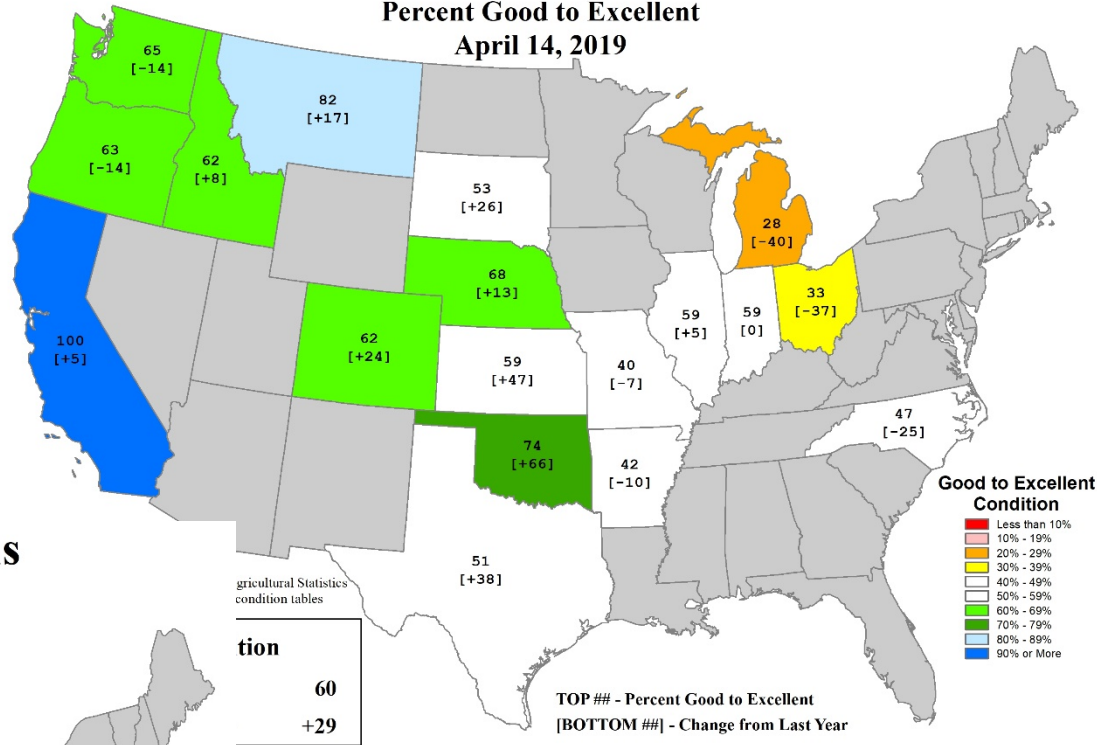 Percent Good to Excellent
April 14, 2019
65
[-14]
82
[+17]
63
[-14]
62
[+8]
53
[+26]
28
[-40]
68
[+13]
33
[-37]
59
[+5]
59
[0]
100
[+5]
62
[+24]
59
[+47]
40
[-7]
47
[-25]
74
[+66]
42
[-10]
51
[+38]
Good to Excellent
Condition
Less than 10%
10% - 19%
20% - 29%
30% - 39%
40% - 49%
50% - 59%
60% - 69%
70% - 79%
80% - 89%
90% or More
s
gricultural Statistics
condition tables
tion
60
+29
TOP ## - Percent Good to Excellent
[BOTTOM ##] - Change from Last Year